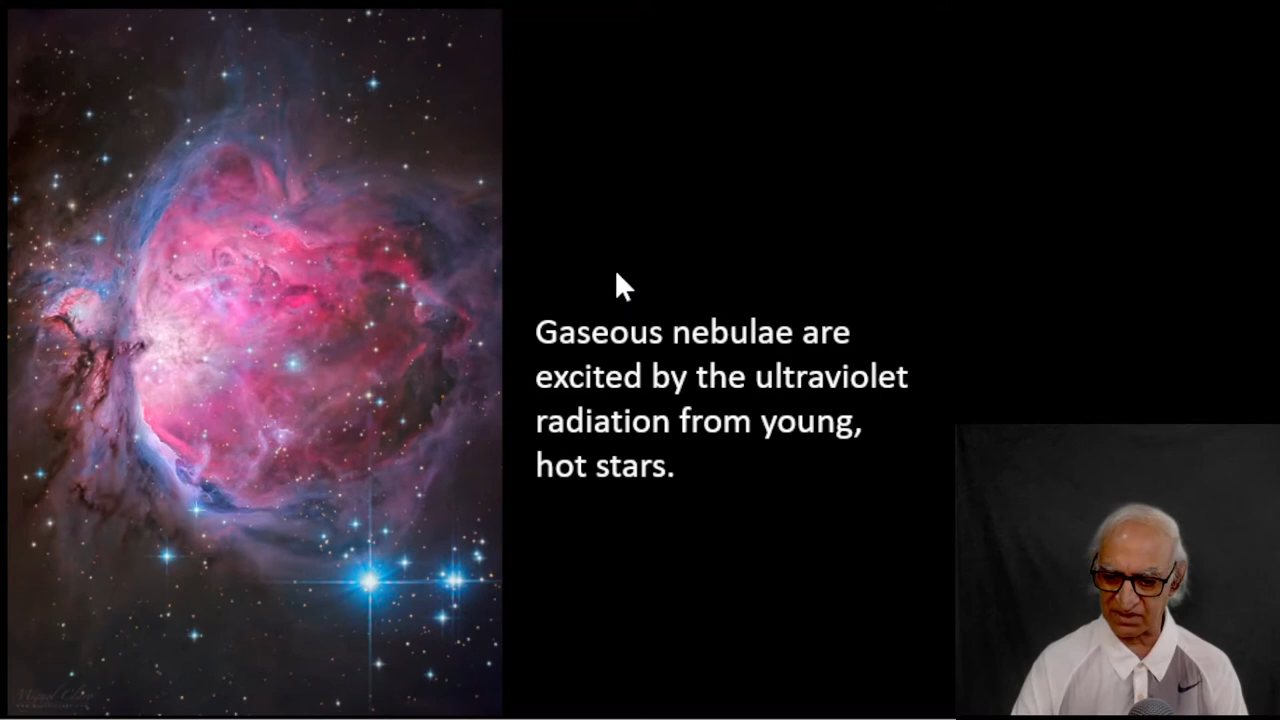 Gaseous nebulae are
excited by the ultraviolet
radiation from young,
hot stars.